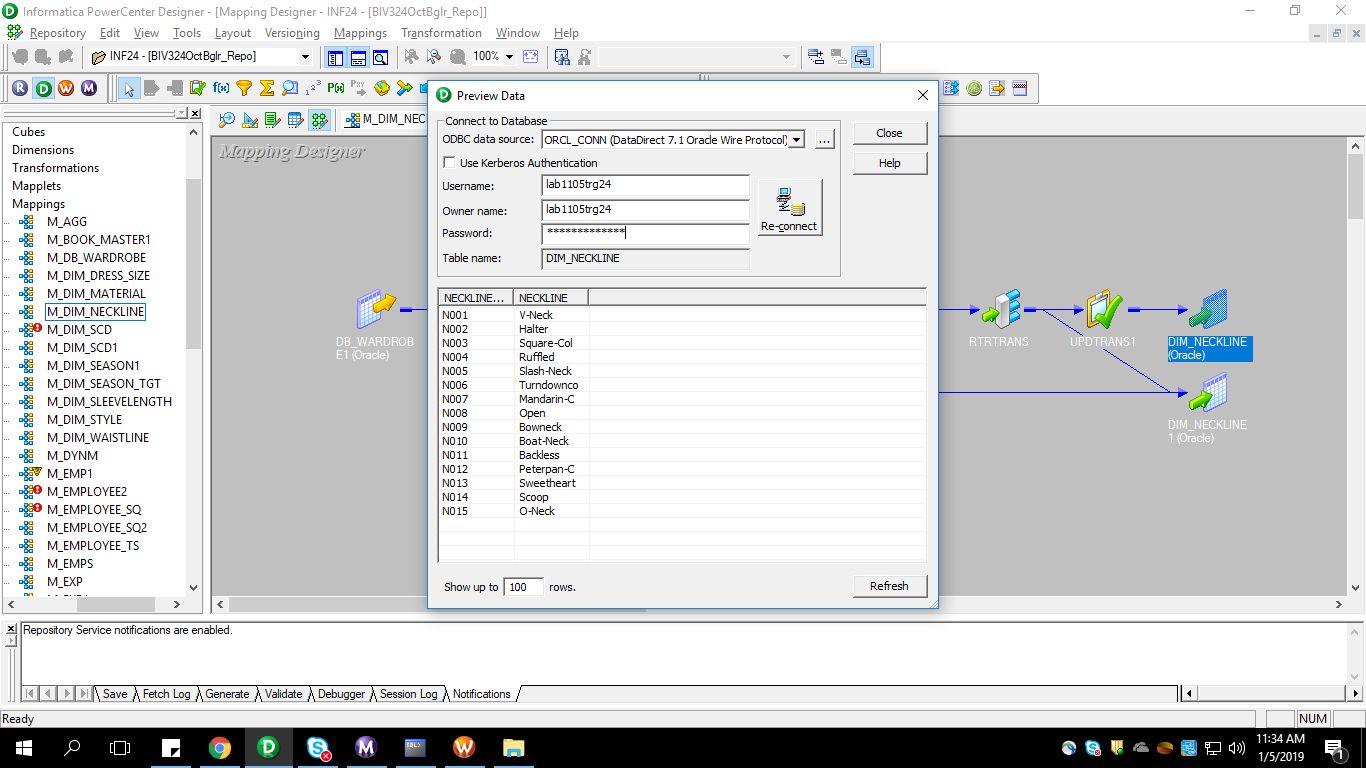 Informatica PowerCenter Designer - [Mapping Designer - INF24 - [BIV324OctBglr_Repo]]
Repository Edit View Tools Layout Versioning Mappings Transformation Window Help
INF24 - [BIV324OctBglr_Repo]
100%
R D W M
f(x) Σ 1 2 3 P(x)
M_DIM_NEC
Cubes
Dimensions
Transformations
Mapplets
Mappings
M_AGG
M_BOOK_MASTER1
M_DB_WARDROBE
M_DIM_DRESS_SIZE
M_DIM_MATERIAL
M_DIM_NECKLINE
M_DIM_SCD
M_DIM_SCD1
M_DIM_SEASON1
M_DIM_SEASON_TGT
M_DIM_SLEEVELENGTH
M_DIM_STYLE
M_DIM_WAISTLINE
M_DYNM
M_EMP1
M_EMPLOYEE2
M_EMPLOYEE_SQ
M_EMPLOYEE_SQ2
M_EMPLOYEE_TS
M_EMPS
M_EXP
Mapping Designer
DB_WARDROB
E1 (Oracle)
Preview Data
Connect to Database
ODBC data source: ORCL_CONN (DataDirect 7.1 Oracle Wire Protocol) ...
Use Kerberos Authentication
Username: lab1105trg24
Owner name: lab1105trg24
Password: *************
Table name: DIM_NECKLINE
Re-connect
Close
Help
NECKLINE... NECKLINE
N001 V-Neck
N002 Halter
N003 Square-Col
N004 Ruffled
N005 Slash-Neck
N006 Turndownco
N007 Mandarin-C
N008 Open
N009 Bowneck
N010 Boat-Neck
N011 Backless
N012 Peterpan-C
N013 Sweetheart
N014 Scoop
N015 O-Neck
Show up to 100 rows.
Refresh
RTRTRANS
UPDTRANS1
DIM_NECKLINE
(Oracle)
DIM_NECKLINE
1 (Oracle)
Repository Service notifications are enabled.
Save Fetch Log Generate Validate Debugger Session Log Notifications
Ready
NUM
11:34 AM
1/5/2019